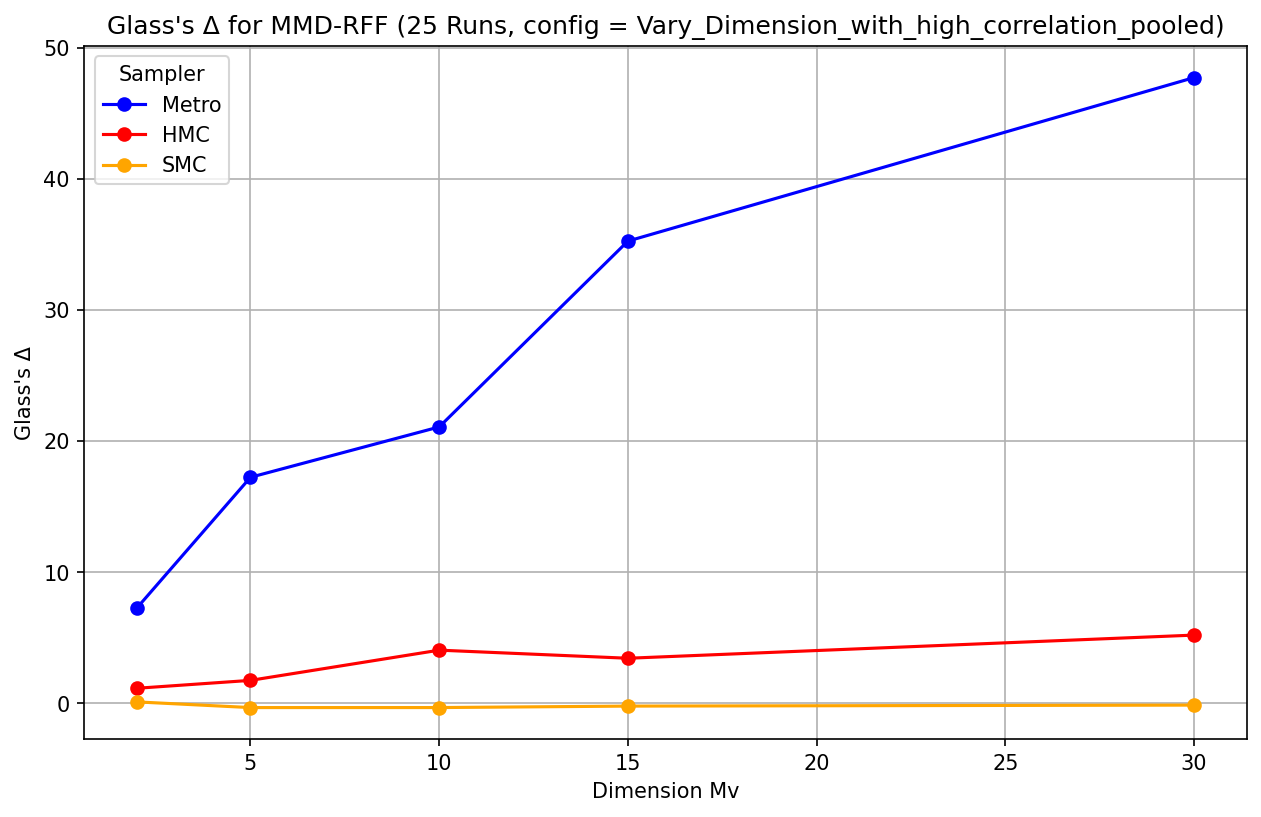 Glass's Δ for MMD-RFF (25 Runs, config = Vary_Dimension_with_high_correlation_pooled)
Sampler
Metro
HMC
SMC
50
40
30
20
10
0
Glass's Δ
5 10 15 20 25 30
Dimension Mv